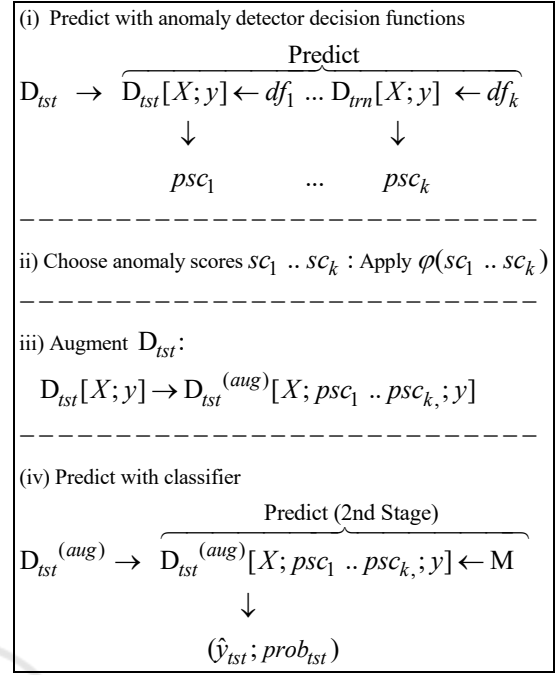 (i) Predict with anomaly detector decision functions
Predict
D_tst → D_tst[X; y] ← df_1 ... D_trn[X; y] ← df_k
↓ ↓
psc_1 ... psc_k
ii) Choose anomaly scores sc_1 .. sc_k : Apply φ(sc_1 .. sc_k)
iii) Augment D_tst:
D_tst[X; y] → D_tst^(aug)[X; psc_1 .. psc_k,; y]
(iv) Predict with classifier
Predict (2nd Stage)
D_tst^(aug) → D_tst^(aug)[X; psc_1 .. psc_k,; y] ← M
↓
(ŷ_tst; prob_tst)